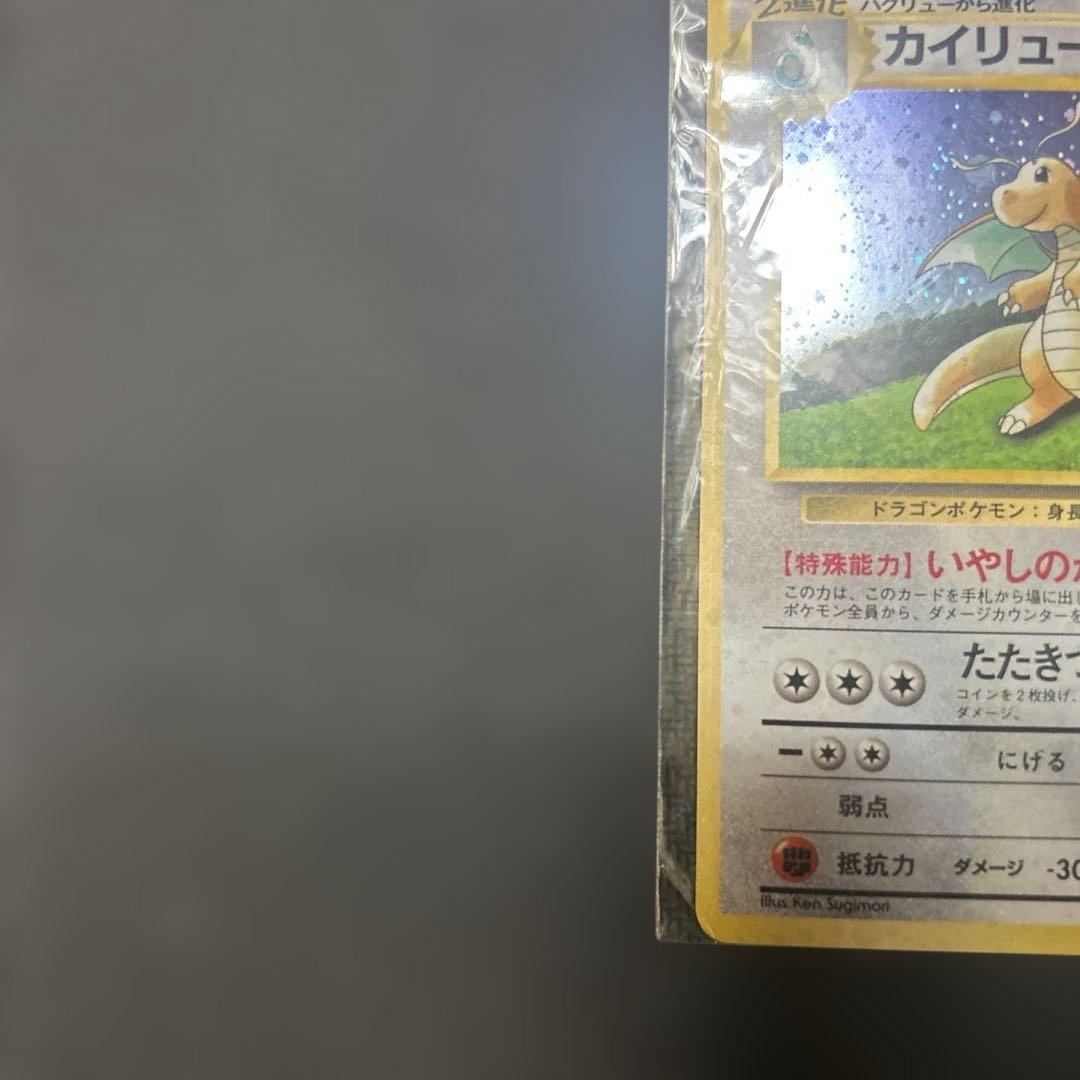 2進化 ハクリューから進化
カイリュー
ドラゴンポケモン：身長
【特殊能力】いやしのか
この力は、このカードを手札から場に出し
ポケモン全員から、ダメージカウンターを
たたきつ
コインを2枚投げ、
ダメージ。
にげる
弱点
抵抗力 ダメージ -30
illus. Ken Sugimori